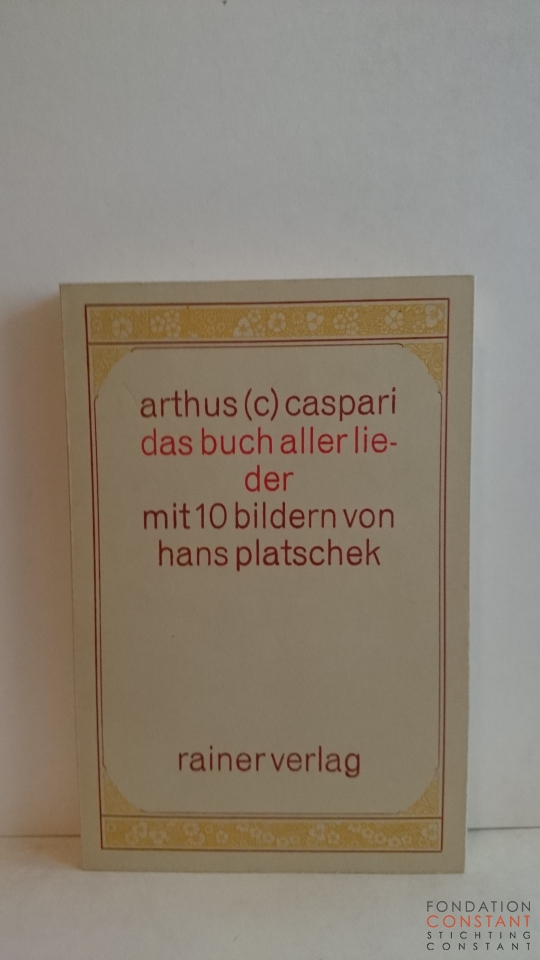 arthus (c) caspari
das buch aller lie-
der
mit 10 bildern von
hans platschek
rainer verlag
FONDATION
CONSTANT
STICHTING
CONSTANT